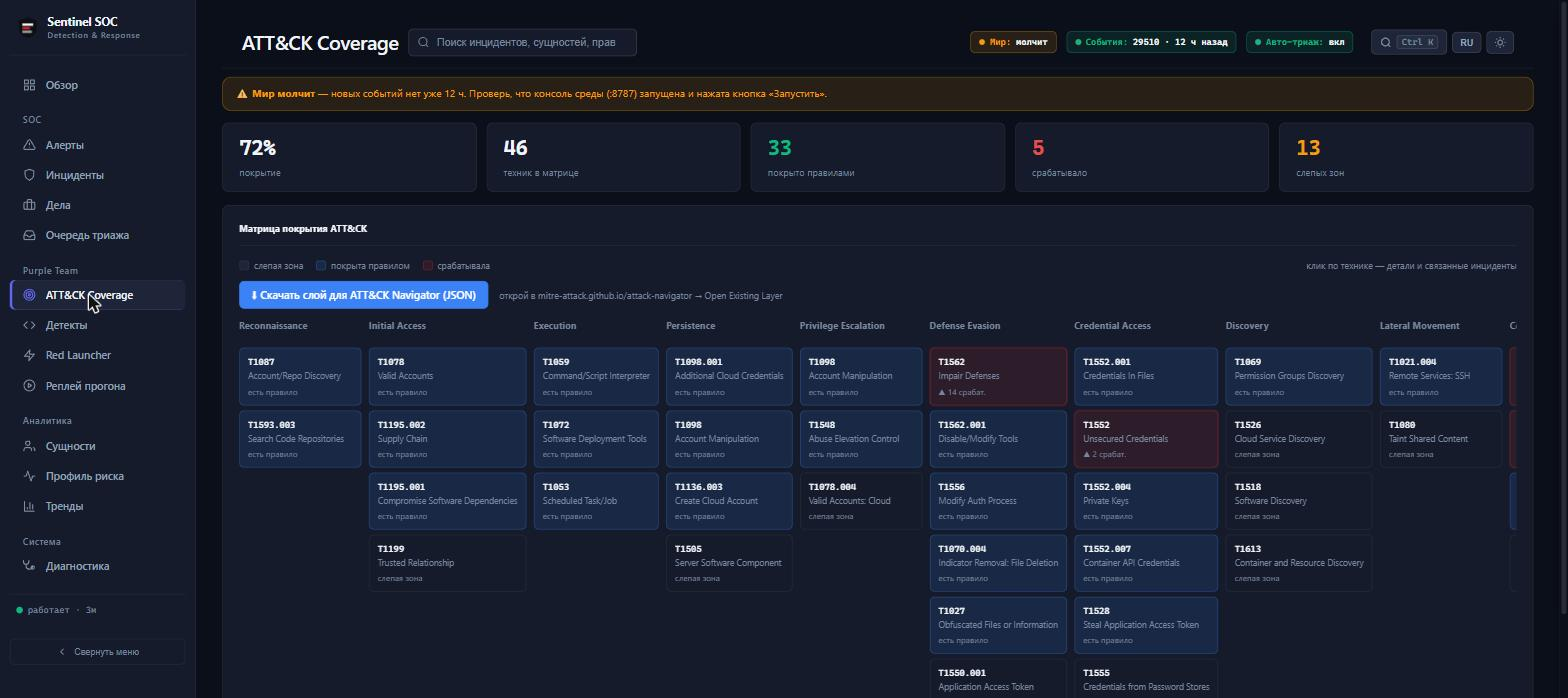 Sentinel SOC
Detection & Response
Обзор
SOC
Алерты
Инциденты
Дела
Очередь триажа
Purple Team
ATT&CK Coverage
Детекты
Red Launcher
Реплей прогона
Аналитика
Сущности
Профиль риска
Тренды
Система
Диагностика
работает · 3м
Свернуть меню
ATT&CK Coverage
Поиск инцидентов, сущностей, прав
Мир: молчит
События: 29510 · 12 ч назад
Авто-триаж: вкл
Ctrl K
RU
Мир молчит — новых событий нет уже 12 ч. Проверь, что консоль среды (:8787) запущена и нажата кнопка «Запустить».
72%
покрытие
46
техник в матрице
33
покрыто правилами
5
срабатывало
13
слепых зон
Матрица покрытия ATT&CK
слепая зона
покрыта правилом
срабатывала
клик по технике — детали и связанные инциденты
⬇ Скачать слой для ATT&CK Navigator (JSON)
открой в mitre-attack.github.io/attack-navigator → Open Existing Layer
Reconnaissance
T1087
Account/Repo Discovery
есть правило
T1593.003
Search Code Repositories
есть правило
Initial Access
T1078
Valid Accounts
есть правило
T1195.002
Supply Chain
есть правило
T1195.001
Compromise Software Dependencies
есть правило
T1199
Trusted Relationship
слепая зона
Execution
T1059
Command/Script Interpreter
есть правило
T1072
Software Deployment Tools
есть правило
T1053
Scheduled Task/Job
есть правило
Persistence
T1098.001
Additional Cloud Credentials
есть правило
T1098
Account Manipulation
есть правило
T1136.003
Create Cloud Account
есть правило
T1505
Server Software Component
слепая зона
Privilege Escalation
T1098
Account Manipulation
есть правило
T1548
Abuse Elevation Control
есть правило
T1078.004
Valid Accounts: Cloud
слепая зона
Defense Evasion
T1562
Impair Defenses
▲ 14 срабат.
T1562.001
Disable/Modify Tools
есть правило
T1556
Modify Auth Process
есть правило
T1070.004
Indicator Removal: File Deletion
есть правило
T1027
Obfuscated Files or Information
есть правило
T1550.001
Application Access Token
Credential Access
T1552.001
Credentials In Files
есть правило
T1552
Unsecured Credentials
▲ 2 срабат.
T1552.004
Private Keys
есть правило
T1552.007
Container API Credentials
есть правило
T1528
Steal Application Access Token
есть правило
T1555
Credentials from Password Stores
Discovery
T1069
Permission Groups Discovery
есть правило
T1526
Cloud Service Discovery
слепая зона
T1518
Software Discovery
слепая зона
T1613
Container and Resource Discovery
слепая зона
Lateral Movement
T1021.004
Remote Services: SSH
есть правило
T1080
Taint Shared Content
слепая зона